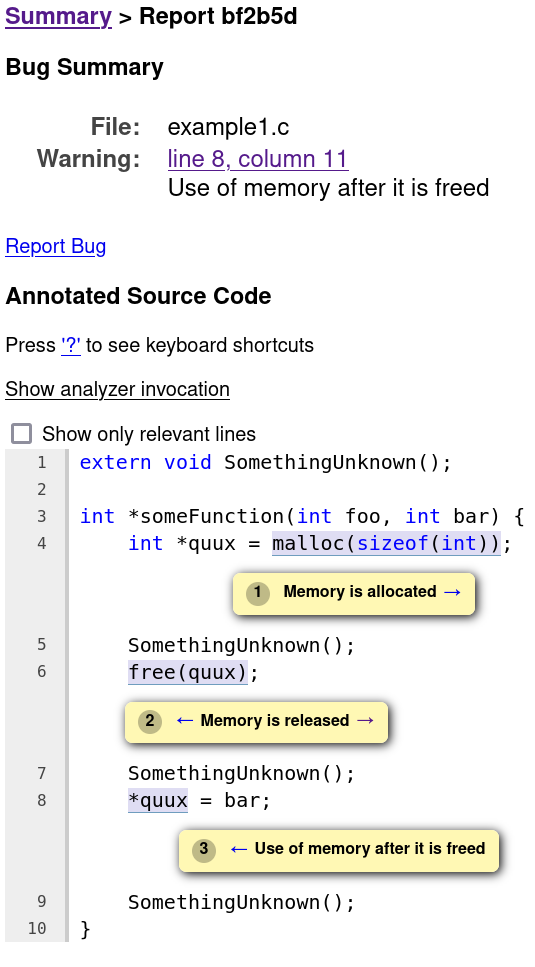 Summary > Report bf2b5d
Bug Summary
File: example1.c
Warning: line 8, column 11
Use of memory after it is freed
Report Bug
Annotated Source Code
Press '?' to see keyboard shortcuts
Show analyzer invocation
Show only relevant lines
1 extern void SomethingUnknown();
2
3 int *someFunction(int foo, int bar) {
4     int *quux = malloc(sizeof(int));
1 Memory is allocated →
5     SomethingUnknown();
6     free(quux);
2 ← Memory is released →
7     SomethingUnknown();
8     *quux = bar;
3 ← Use of memory after it is freed
9     SomethingUnknown();
10 }